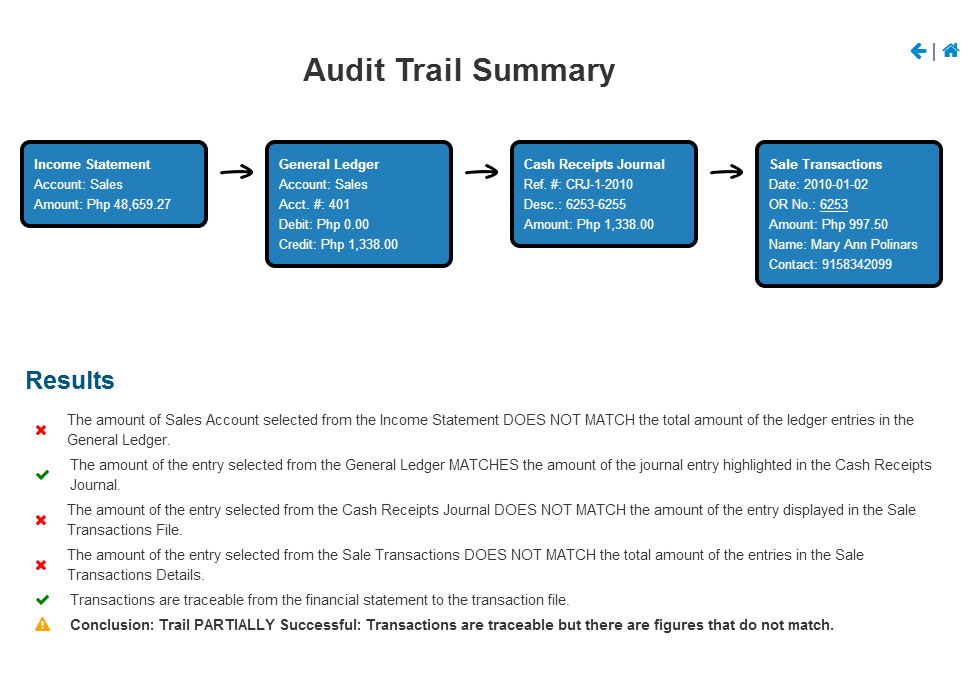 Audit Trail Summary
Income Statement
Account: Sales
Amount: Php 48,659.27
General Ledger
Account: Sales
Acct. #: 401
Debit: Php 0.00
Credit: Php 1,338.00
Cash Receipts Journal
Ref. #: CRJ-1-2010
Desc.: 6253-6255
Amount: Php 1,338.00
Sale Transactions
Date: 2010-01-02
OR No.: 6253
Amount: Php 997.50
Name: Mary Ann Polinars
Contact: 9158342099
Results
The amount of Sales Account selected from the Income Statement DOES NOT MATCH the total amount of the ledger entries in the
General Ledger.
The amount of the entry selected from the General Ledger MATCHES the amount of the journal entry highlighted in the Cash Receipts
Journal.
The amount of the entry selected from the Cash Receipts Journal DOES NOT MATCH the amount of the entry displayed in the Sale
Transactions File.
The amount of the entry selected from the Sale Transactions DOES NOT MATCH the total amount of the entries in the Sale
Transactions Details.
Transactions are traceable from the financial statement to the transaction file.
Conclusion: Trail PARTIALLY Successful: Transactions are traceable but there are figures that do not match.